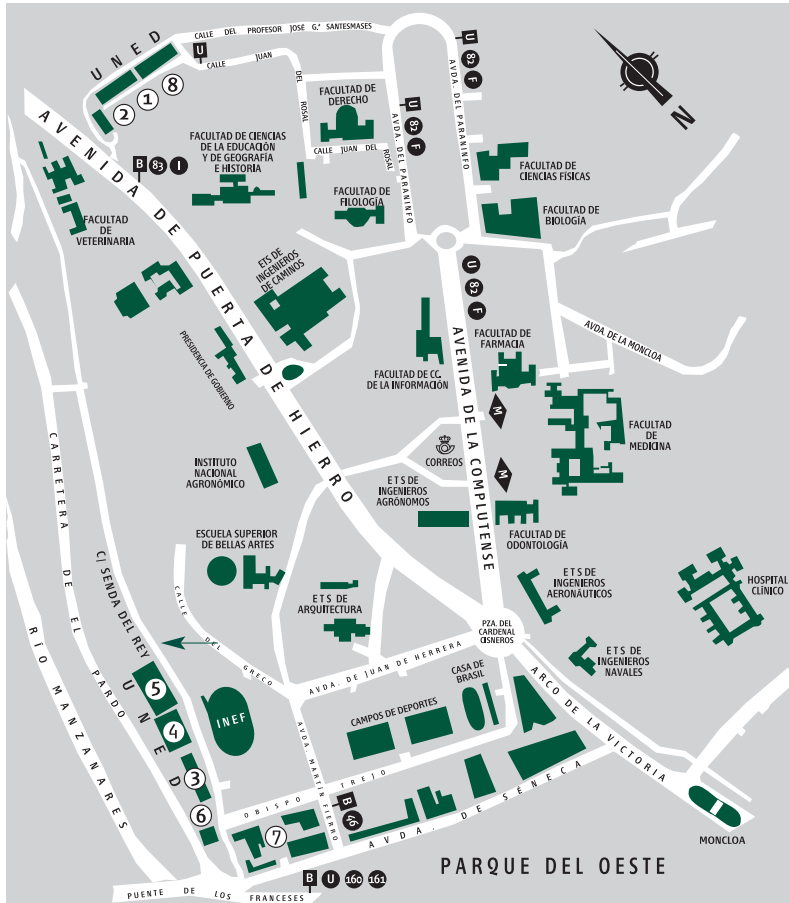 CALLE DEL PROFESOR JOSÉ G.ª SANTESMASES
UNED
U
CALLE JUAN DEL ROSAL
8
1
2
U
82
F
AVDA. DEL PARANINFO
U
82
F
AVDA. DEL PARANINFO
N
FACULTAD DE
DERECHO
CALLE JUAN DEL ROSAL
FACULTAD DE CIENCIAS
DE LA EDUCACIÓN
Y DE GEOGRAFÍA
E HISTORIA
B
83
I
AVENIDA DE PUERTA DE HIERRO
FACULTAD DE
CIENCIAS FÍSICAS
FACULTAD DE
FILOLOGÍA
FACULTAD DE
BIOLOGÍA
FACULTAD
DE
VETERINARIA
ETS DE
INGENIEROS
DE CAMINOS
U
82
F
AVENIDA DE LA COMPLUTENSE
FACULTAD DE
FARMACIA
AVDA. DE LA MONCLOA
PRESIDENCIA DE GOBIERNO
FACULTAD DE CC.
DE LA INFORMACIÓN
M
FACULTAD
DE
MEDICINA
CORREOS
M
INSTITUTO
NACIONAL
AGRONÓMICO
ETS DE
INGENIEROS
AGRÓNOMOS
FACULTAD DE
ODONTOLOGÍA
CARRETERA DE EL PARDO
ESCUELA SUPERIOR
DE BELLAS ARTES
C/ SENDA DEL REY
CALLE DEL GRECO
ETS DE
ARQUITECTURA
ETS DE
INGENIEROS
AERONÁUTICOS
HOSPITAL
CLÍNICO
RÍO MANZANARES
PZA. DEL
CARDENAL
CISNEROS
AVDA. DE JUAN DE HERRERA
ETS DE
INGENIEROS
NAVALES
UNED
5
4
3
6
INEF
CASA DE
BRASIL
CAMPOS DE DEPORTES
ARCO DE LA VICTORIA
AVDA. MARTÍN FIERRO
OBISPO TREJO
B
46
7
AVDA. DE SÉNECA
MONCLOA
PARQUE DEL OESTE
B
U
160
161
PUENTE DE LOS FRANCESES